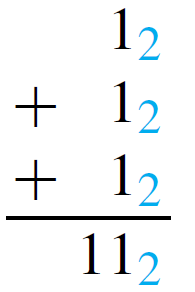 1₂
+ 1₂
+ 1₂
11₂